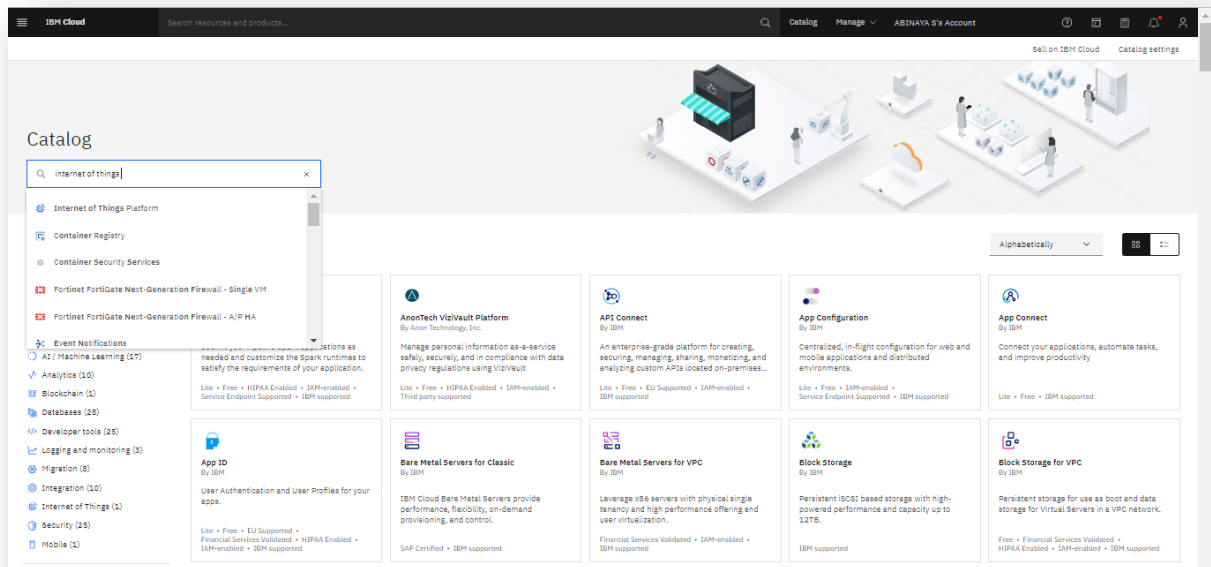 IBM Cloud
Search resources and products...
Catalog
Manage
ABINAYA S's Account
Sell on IBM Cloud
Catalog settings
Catalog
internet of things
Internet of Things Platform
Container Registry
Container Security Services
Fortinet FortiGate Next-Generation Firewall - Single VM
Fortinet FortiGate Next-Generation Firewall - A/P HA
Event Notifications
AI / Machine Learning (17)
Analytics (10)
Blockchain (1)
Databases (28)
Developer tools (25)
Logging and monitoring (3)
Migration (8)
Integration (10)
Internet of Things (1)
Security (25)
Mobile (1)
Alphabetically
needed and customize the Spark runtimes to
satisfy the requirements of your application.
Lite • Free • HIPAA Enabled • IAM-enabled •
Service Endpoint Supported • IBM supported
AnonTech ViziVault Platform
By Anon Technology, Inc.
Manage personal information as-a-service
safely, securely, and in compliance with data
privacy regulations using ViziVault
Lite • Free • HIPAA Enabled • IAM-enabled •
Third party supported
API Connect
By IBM
An enterprise-grade platform for creating,
securing, managing, sharing, monetizing, and
analyzing custom APIs located on-premises...
Lite • Free • EU Supported • IAM-enabled •
IBM supported
App Configuration
By IBM
Centralized, in-flight configuration for web and
mobile applications and distributed
environments.
Lite • Free • IAM-enabled •
Service Endpoint Supported • IBM supported
App Connect
By IBM
Connect your applications, automate tasks,
and improve productivity
Lite • Free • IBM supported
App ID
By IBM
User Authentication and User Profiles for your
apps.
Lite • Free • EU Supported •
Financial Services Validated • HIPAA Enabled •
IAM-enabled • IBM supported
Bare Metal Servers for Classic
By IBM
IBM Cloud Bare Metal Servers provide
performance, flexibility, on-demand
provisioning, and control.
SAP Certified • IBM supported
Bare Metal Servers for VPC
By IBM
Leverage x86 servers with physical single
tenancy and high performance offering end
user virtualization.
Financial Services Validated • IAM-enabled •
IBM supported
Block Storage
By IBM
Persistent iSCSI based storage with high-
powered performance and capacity up to
12TB.
IBM supported
Block Storage for VPC
By IBM
Persistent storage for use as boot and data
storage for Virtual Servers in a VPC network.
Free • Financial Services Validated •
HIPAA Enabled • IAM-enabled • IBM supported